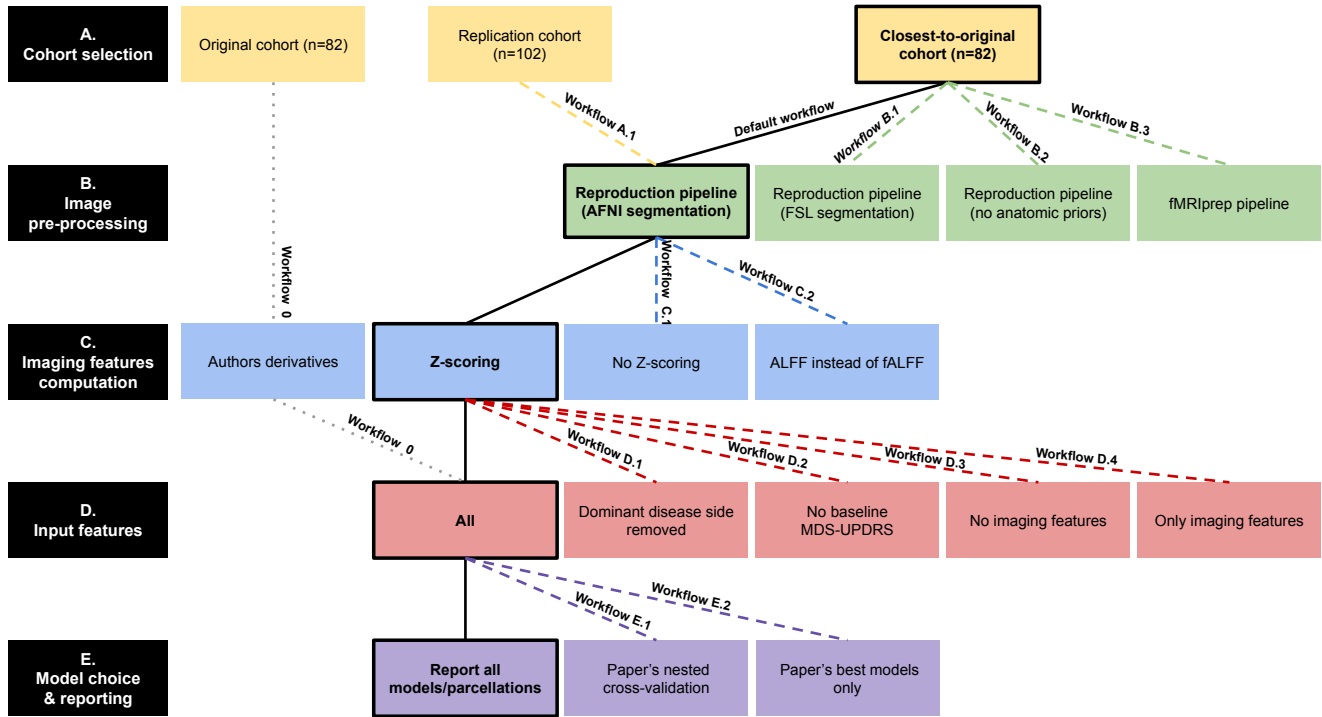 A.
Cohort selection
Original cohort (n=82)
Replication cohort
(n=102)
Closest-to-original
cohort (n=82)
Workflow A.1
Default workflow
Workflow B.1
Workflow B.2
Workflow B.3
B.
Image
pre-processing
Reproduction pipeline
(AFNI segmentation)
Reproduction pipeline
(FSL segmentation)
Reproduction pipeline
(no anatomic priors)
fMRIprep pipeline
Workflow 0
Workflow C.1
Workflow C.2
C.
Imaging features
computation
Authors derivatives
Z-scoring
No Z-scoring
ALFF instead of fALFF
Workflow 0
Workflow D.1
Workflow D.2
Workflow D.3
Workflow D.4
D.
Input features
All
Dominant disease side
removed
No baseline
MDS-UPDRS
No imaging features
Only imaging features
Workflow E.1
Workflow E.2
E.
Model choice
& reporting
Report all
models/parcellations
Paper's nested
cross-validation
Paper's best models
only